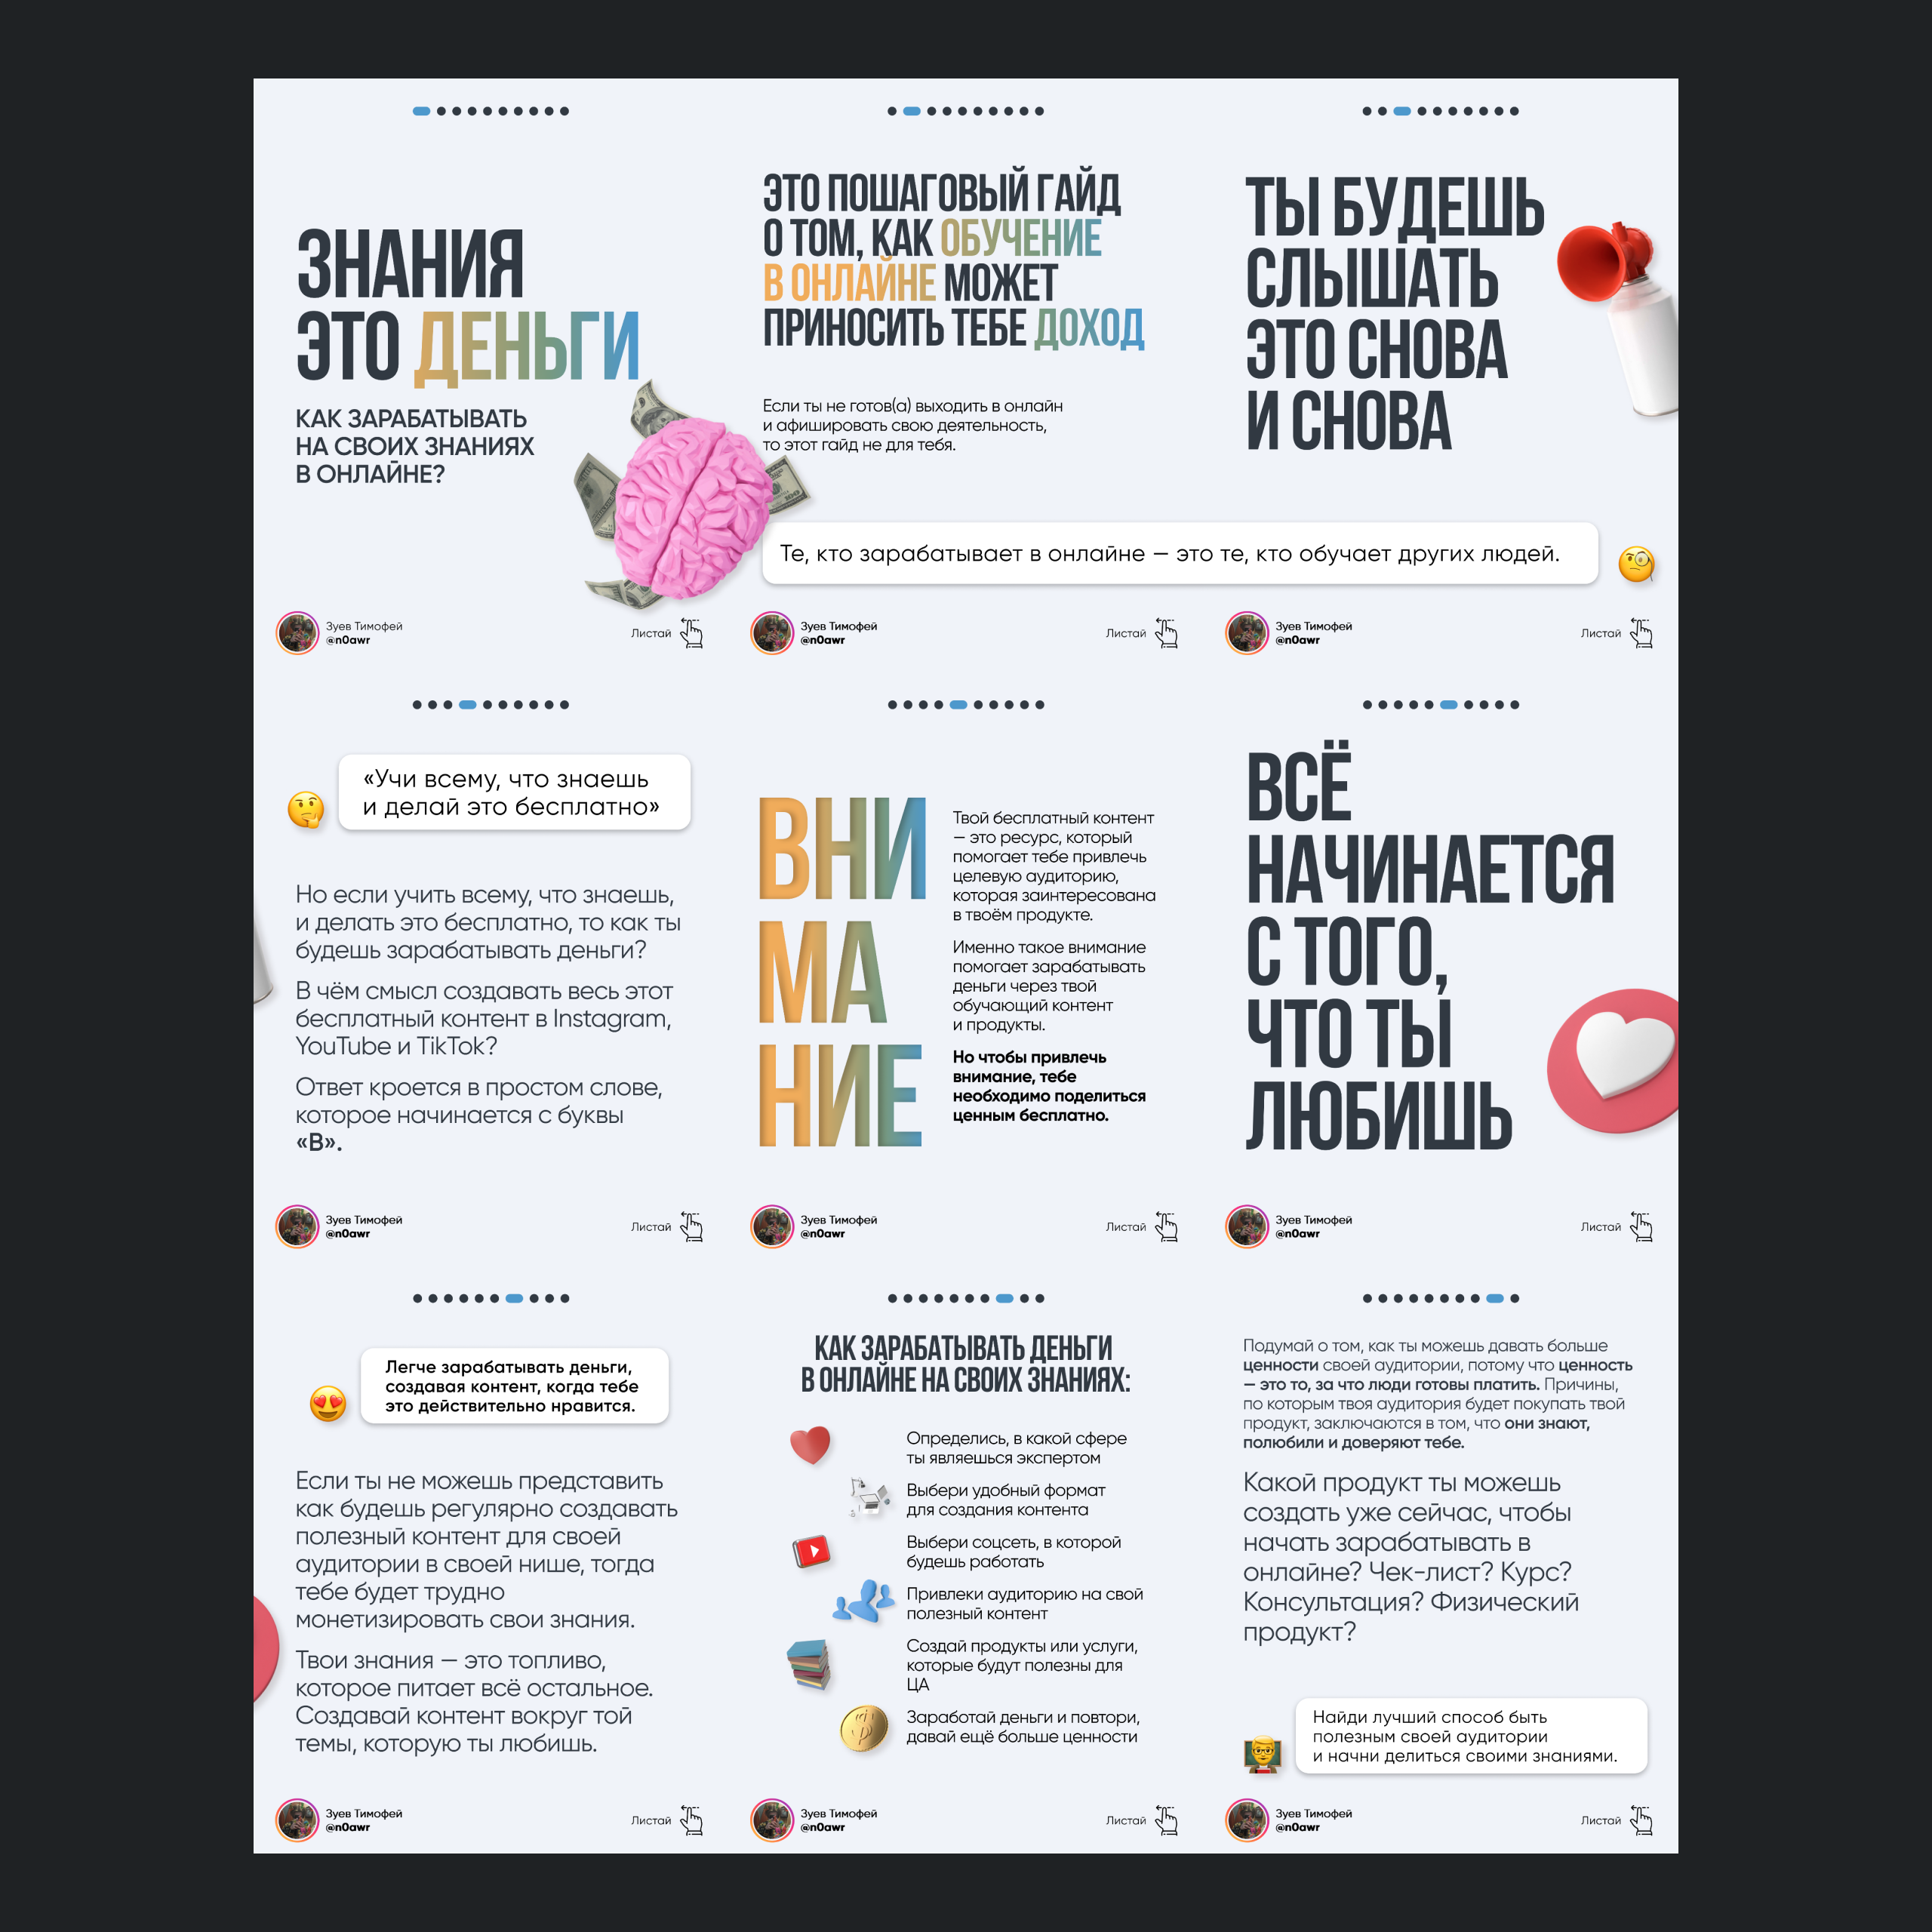 ЗНАНИЯ
ЭТО ДЕНЬГИ
КАК ЗАРАБАТЫВАТЬ
НА СВОИХ ЗНАНИЯХ
В ОНЛАЙНЕ?
Зуев Тимофей
@n0awr
Листай
ЭТО ПОШАГОВЫЙ ГАЙД
О ТОМ, КАК ОБУЧЕНИЕ
В ОНЛАЙНЕ МОЖЕТ
ПРИНОСИТЬ ТЕБЕ ДОХОД
Если ты не готов(а) выходить в онлайн
и афишировать свою деятельность,
то этот гайд не для тебя.
Те, кто зарабатывает в онлайне — это те, кто обучает других людей.
Зуев Тимофей
@n0awr
Листай
ТЫ БУДЕШЬ
СЛЫШАТЬ
ЭТО СНОВА
И СНОВА
Зуев Тимофей
@n0awr
Листай
«Учи всему, что знаешь
и делай это бесплатно»
Но если учить всему, что знаешь,
и делать это бесплатно, то как ты
будешь зарабатывать деньги?
В чём смысл создавать весь этот
бесплатный контент в Instagram,
YouTube и TikTok?
Ответ кроется в простом слове,
которое начинается с буквы
«В».
Зуев Тимофей
@n0awr
Листай
ВНИ
МА
НИЕ
Твой бесплатный контент
— это ресурс, который
помогает тебе привлечь
целевую аудиторию,
которая заинтересована
в твоём продукте.
Именно такое внимание
помогает зарабатывать
деньги через твой
обучающий контент
и продукты.
Но чтобы привлечь
внимание, тебе
необходимо поделиться
ценным бесплатно.
Зуев Тимофей
@n0awr
Листай
ВСЁ
НАЧИНАЕТСЯ
С ТОГО,
ЧТО ТЫ
ЛЮБИШЬ
Зуев Тимофей
@n0awr
Листай
Легче зарабатывать деньги,
создавая контент, когда тебе
это действительно нравится.
Если ты не можешь представить
как будешь регулярно создавать
полезный контент для своей
аудитории в своей нише, тогда
тебе будет трудно
монетизировать свои знания.
Твои знания — это топливо,
которое питает всё остальное.
Создавай контент вокруг той
темы, которую ты любишь.
Зуев Тимофей
@n0awr
Листай
КАК ЗАРАБАТЫВАТЬ ДЕНЬГИ
В ОНЛАЙНЕ НА СВОИХ ЗНАНИЯХ:
Определись, в какой сфере
ты являешься экспертом
Выбери удобный формат
для создания контента
Выбери соцсеть, в которой
будешь работать
Привлеки аудиторию на свой
полезный контент
Создай продукты или услуги,
которые будут полезны для
ЦА
Заработай деньги и повтори,
давай ещё больше ценности
Зуев Тимофей
@n0awr
Листай
Подумай о том, как ты можешь давать больше
ценности своей аудитории, потому что ценность
— это то, за что люди готовы платить. Причины,
по которым твоя аудитория будет покупать твой
продукт, заключаются в том, что они знают,
полюбили и доверяют тебе.
Какой продукт ты можешь
создать уже сейчас, чтобы
начать зарабатывать в
онлайне? Чек-лист? Курс?
Консультация? Физический
продукт?
Найди лучший способ быть
полезным своей аудитории
и начни делиться своими знаниями.
Зуев Тимофей
@n0awr
Листай